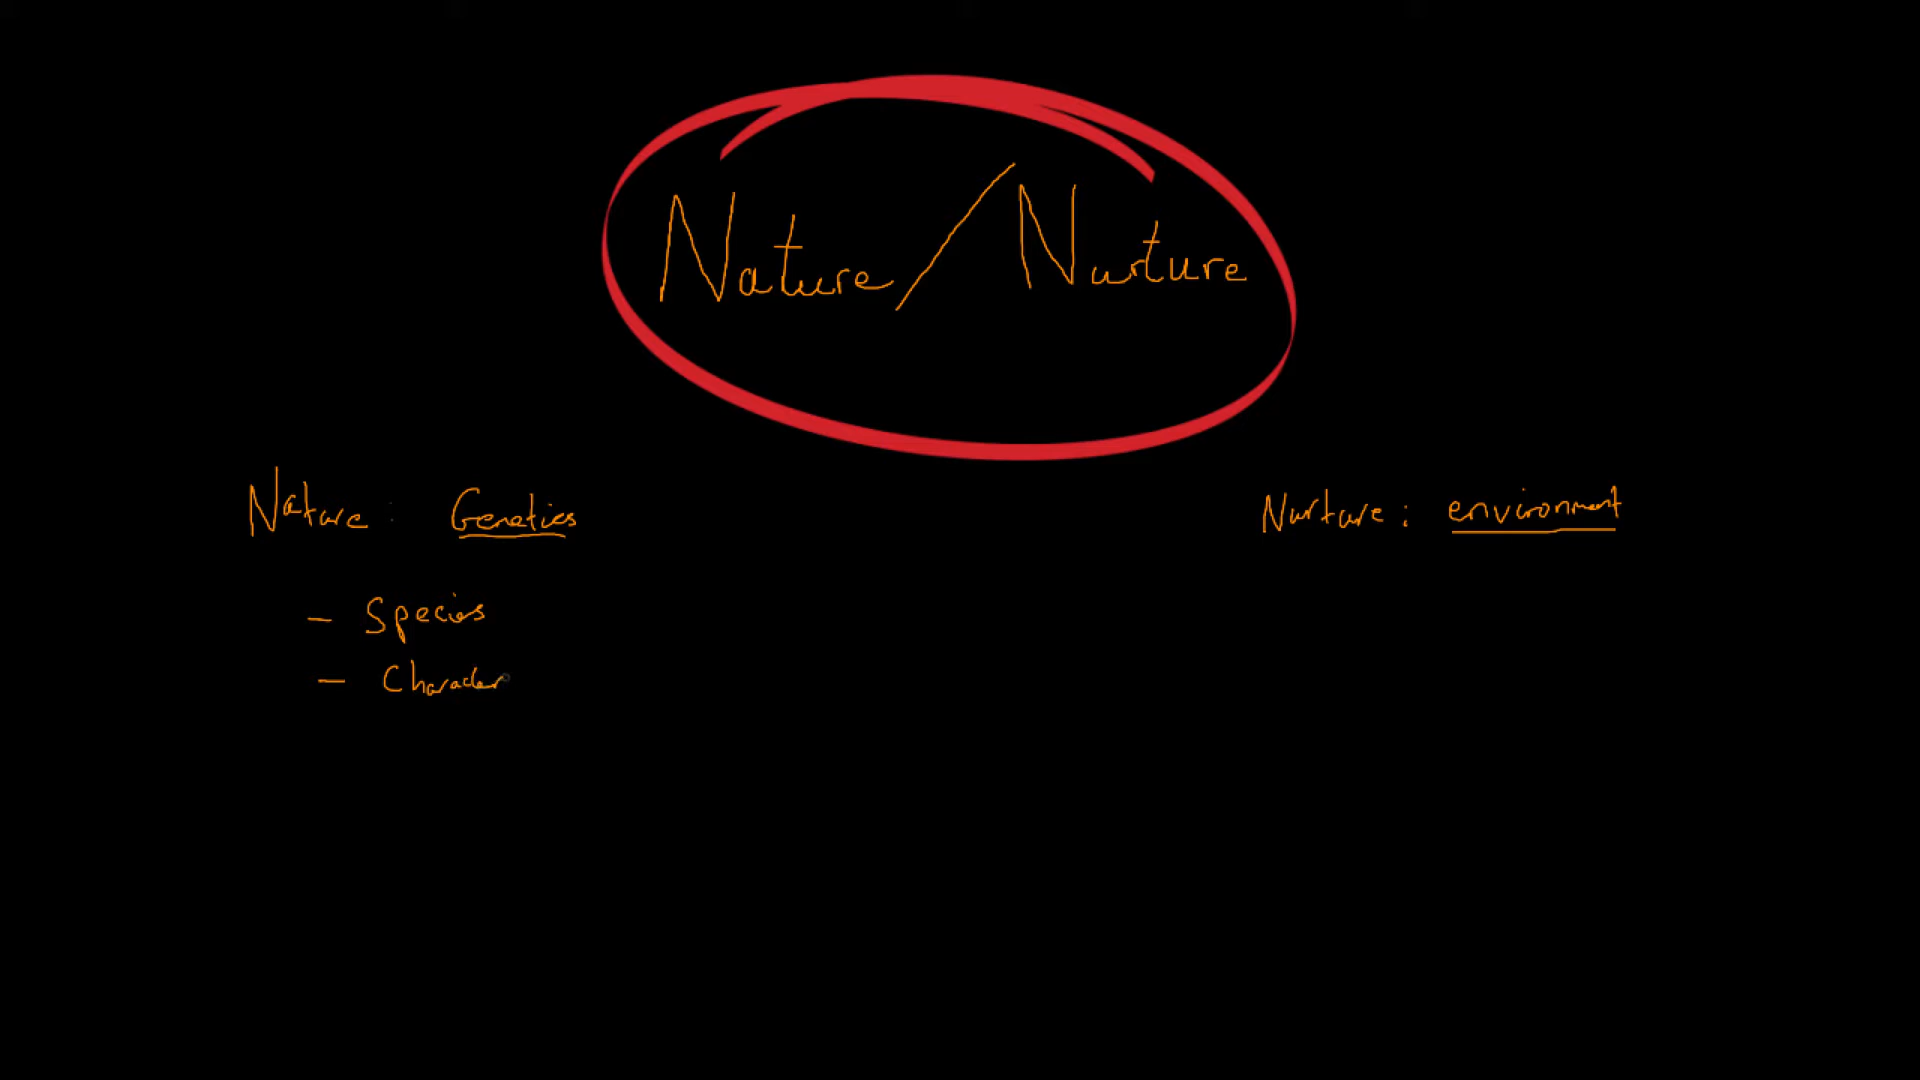 Nature/Nurture
Nature: Genetics
Nurture: environment
- Species
- Character